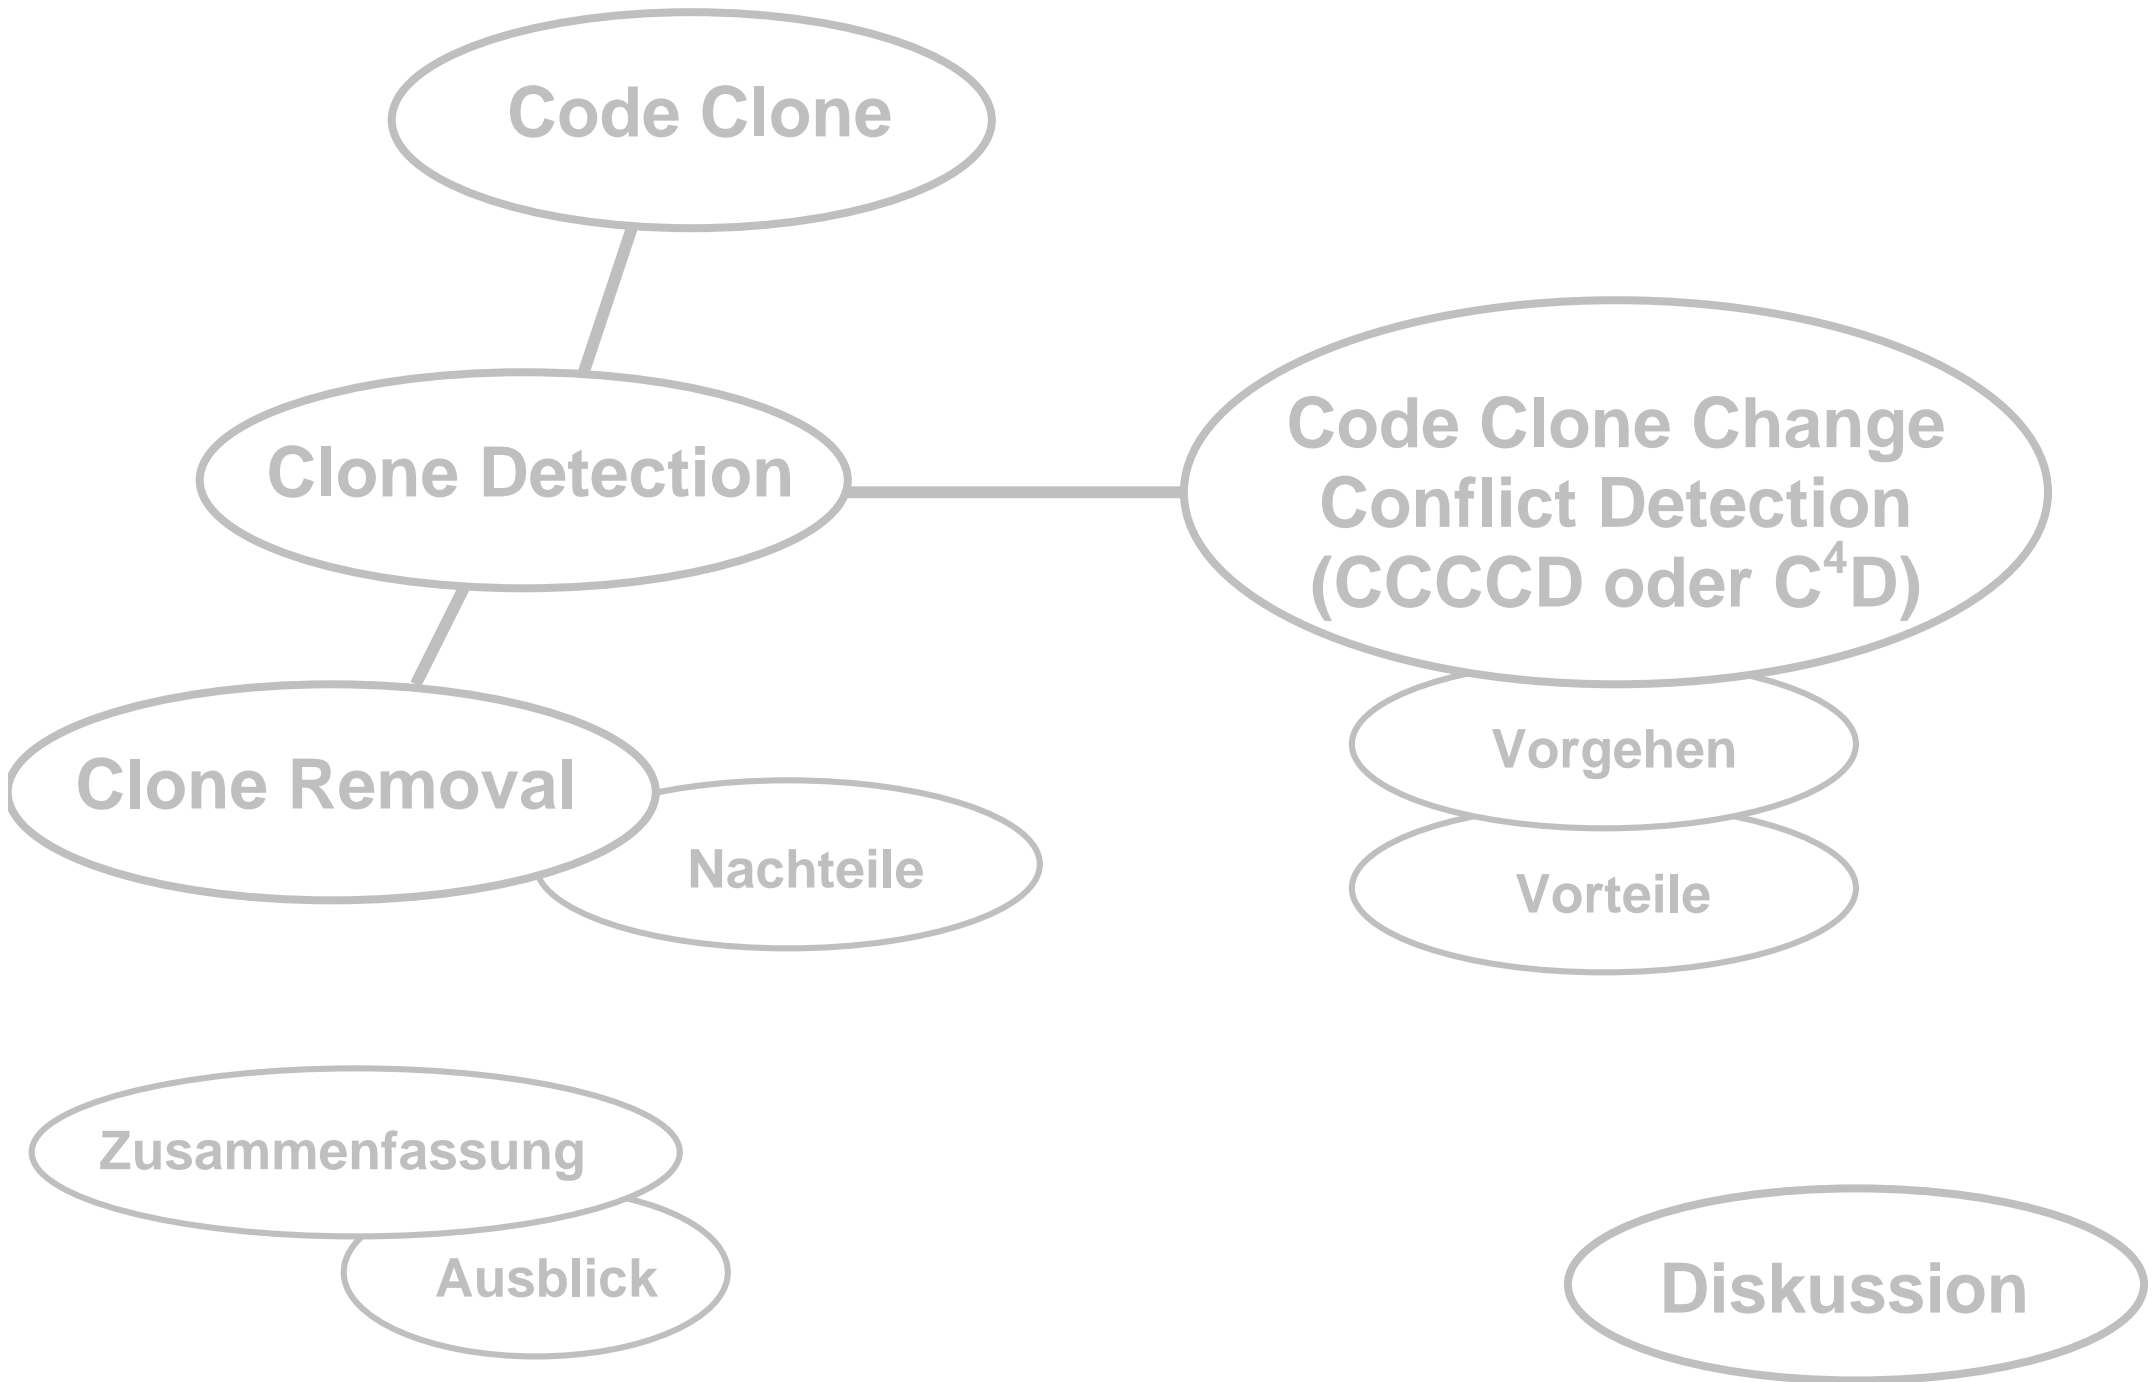 Code Clone
Clone Detection
Code Clone Change
Conflict Detection
(CCCCD oder C⁴D)
Clone Removal
Nachteile
Vorgehen
Vorteile
Zusammenfassung
Ausblick
Diskussion